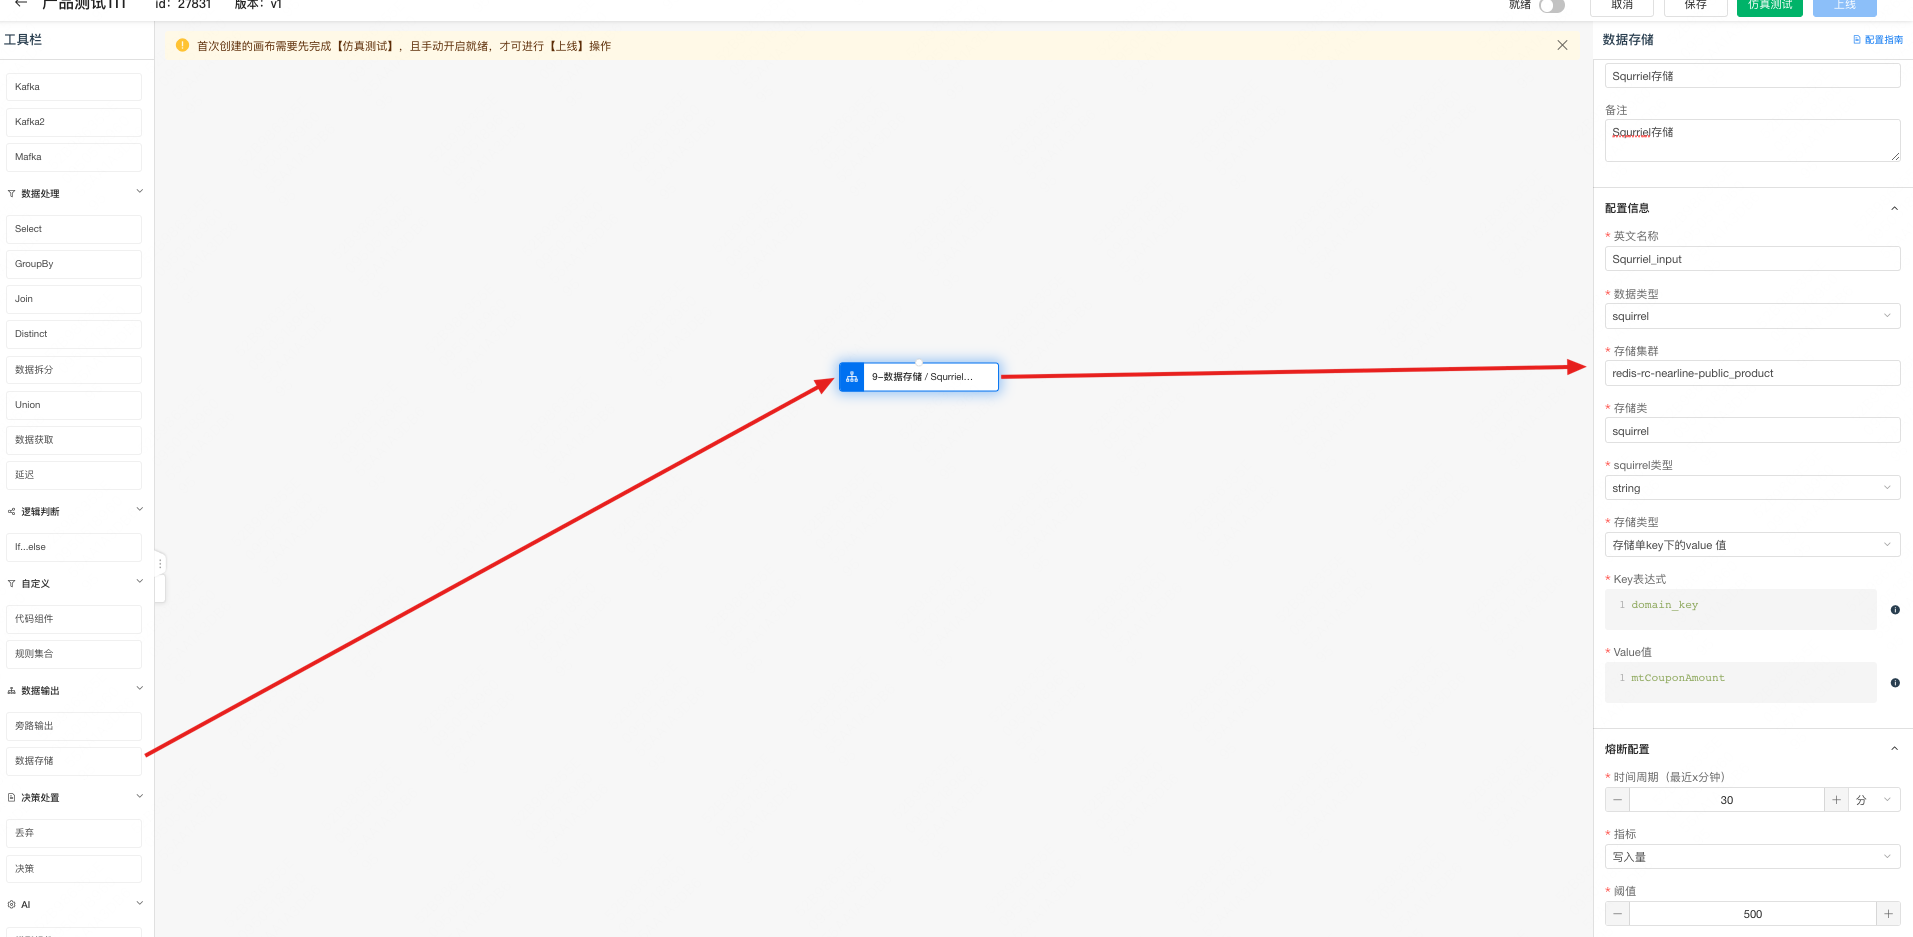 产品测试111
id：27831
版本：v1
就绪
取消
保存
仿真测试
上线
工具栏
Kafka
Kafka2
Mafka
数据处理
Select
GroupBy
Join
Distinct
数据拆分
Union
数据获取
延迟
逻辑判断
If...else
自定义
代码组件
规则集合
数据输出
旁路输出
数据存储
决策处置
丢弃
决策
AI
首次创建的画布需要先完成【仿真测试】，且手动开启就绪，才可进行【上线】操作
9-数据存储 / Squrriel...
数据存储
配置指南
Squrriel存储
备注
Squrriel存储
配置信息
* 英文名称
Squrriel_input
* 数据类型
squirrel
* 存储集群
redis-rc-nearline-public_product
* 存储类
squirrel
* squirrel类型
string
* 存储类型
存储单key下的value 值
* Key表达式
1 domain_key
* Value值
1 mtCouponAmount
熔断配置
* 时间周期（最近x分钟）
30
分
* 指标
写入量
* 阈值
500